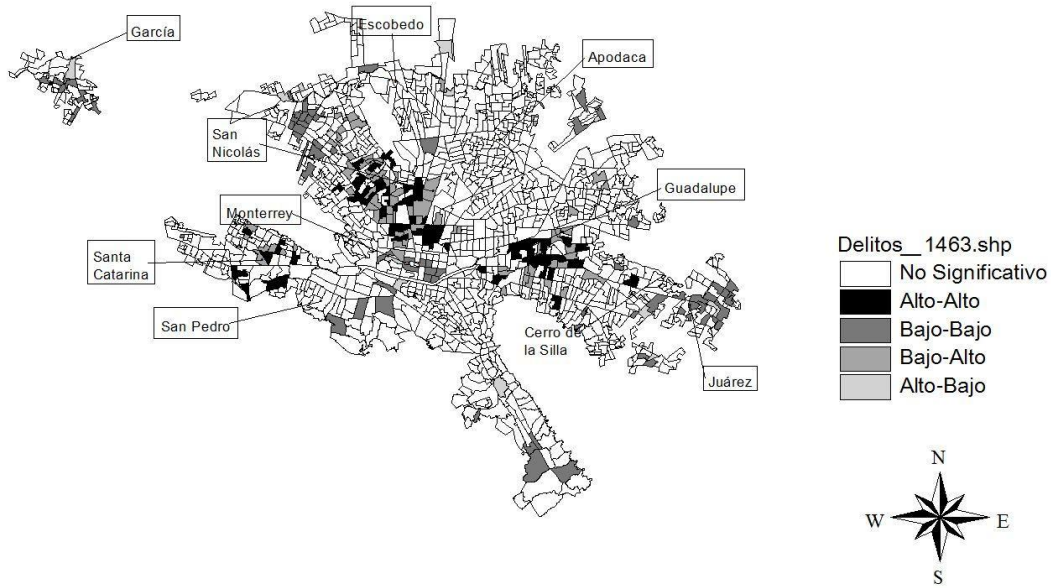 García
Escobedo
Apodaca
San
Nicolás
Guadalupe
Monterrey
Santa
Catarina
San Pedro
Cerro de
la Silla
Juárez
Delitos__1463.shp
No Significativo
Alto-Alto
Bajo-Bajo
Bajo-Alto
Alto-Bajo
N
W
E
S